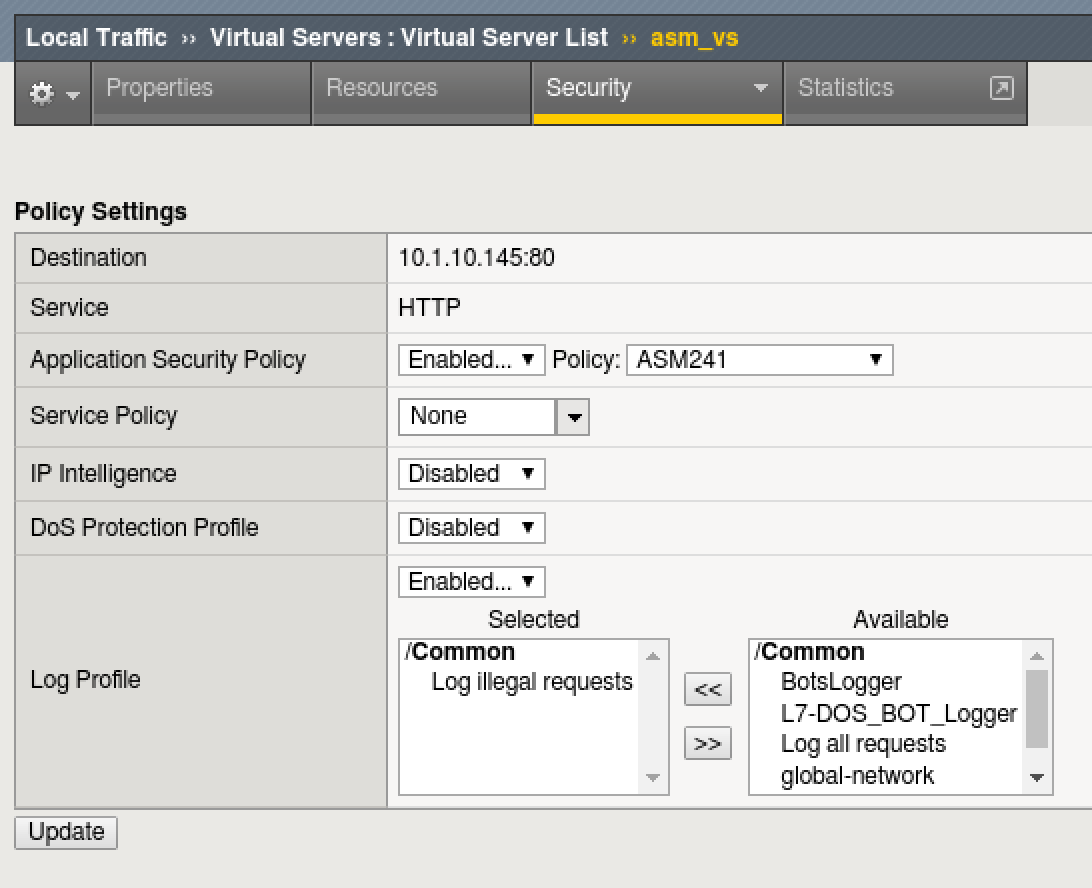 Local Traffic ›› Virtual Servers : Virtual Server List ›› asm_vs
Properties Resources Security Statistics
Policy Settings
Destination 10.1.10.145:80
Service HTTP
Application Security Policy Enabled... Policy: ASM241
Service Policy None
IP Intelligence Disabled
DoS Protection Profile Disabled
Enabled...
Selected Available
/Common /Common
Log illegal requests BotsLogger
Log Profile << L7-DOS_BOT_Logger
>> Log all requests
global-network
Update